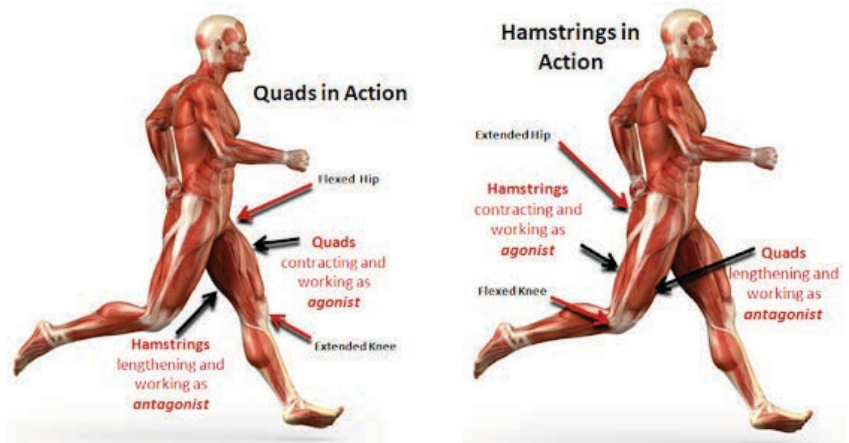 Quads in Action
Flexed Hip
Quads
contracting and
working as
agonist
Extended Knee
Hamstrings
lengthening and
working as
antagonist
Hamstrings in
Action
Extended Hip
Hamstrings
contracting and
working as
agonist
Flexed Knee
Quads
lengthening and
working as
antagonist